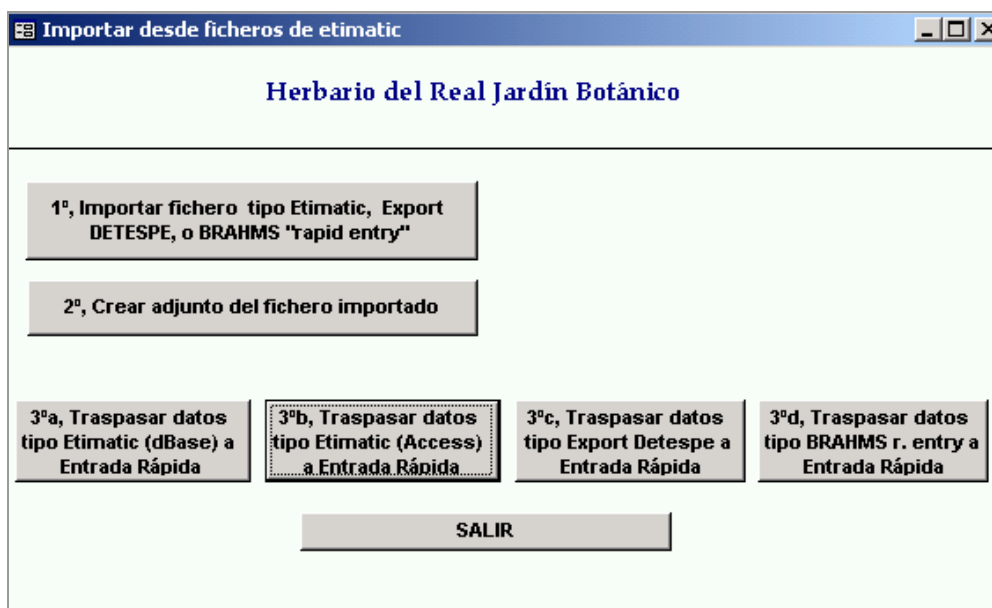 Importar desde ficheros de etimatic
Herbario del Real Jardín Botánico
1º, Importar fichero tipo Etimatic, Export
DETESPE, o BRAHMS "rapid entry"
2º, Crear adjunto del fichero importado
3ºa, Traspasar datos
tipo Etimatic (dBase) a
Entrada Rápida
3ºb, Traspasar datos
tipo Etimatic (Access)
a Entrada Rápida
3ºc, Traspasar datos
tipo Export Detespe a
Entrada Rápida
3ºd, Traspasar datos
tipo BRAHMS r. entry a
Entrada Rápida
SALIR